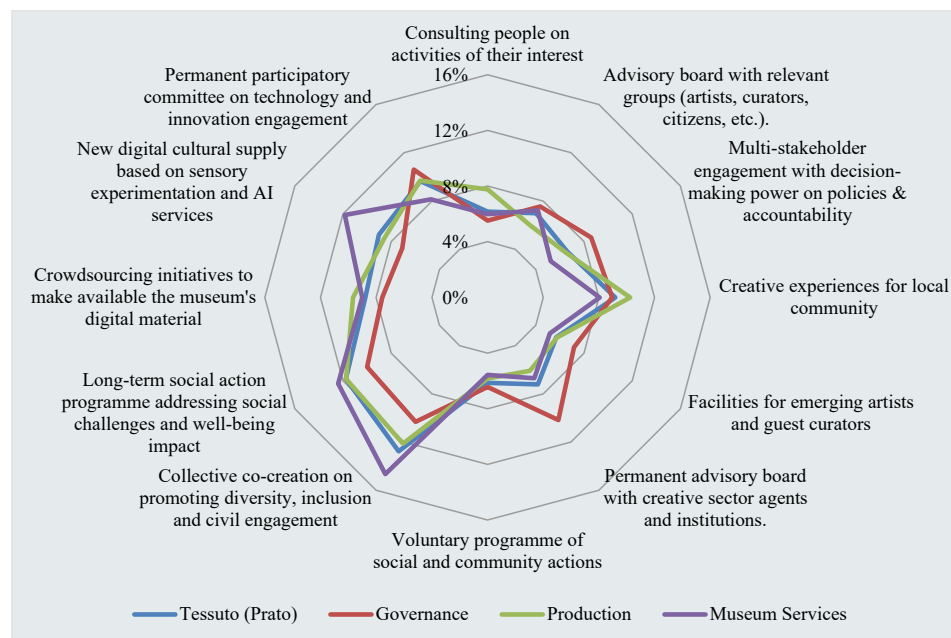 Consulting people on
activities of their interest
16%
Permanent participatory
committee on technology and
innovation engagement
Advisory board with relevant
groups (artists, curators,
citizens, etc.).
12%
New digital cultural supply
based on sensory
experimentation and AI
services
Multi-stakeholder
engagement with decision-
making power on policies &
accountability
8%
4%
Crowdsourcing initiatives to
make available the museum's
digital material
0%
Creative experiences for local
community
Long-term social action
programme addressing social
challenges and well-being
impact
Facilities for emerging artists
and guest curators
Collective co-creation on
promoting diversity, inclusion
and civil engagement
Permanent advisory board
with creative sector agents
and institutions.
Voluntary programme of
social and community actions
Tessuto (Prato) Governance Production Museum Services